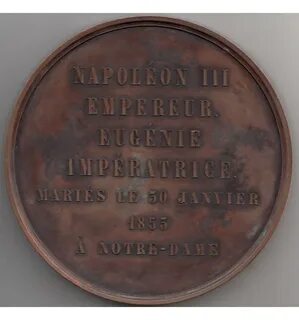 NAPOLÉON III
EMPEREUR.
EUGÉNIE
IMPÉRATRICE.
MARIÉS LE 30 JANVIER
1853
À NOTRE-DAME